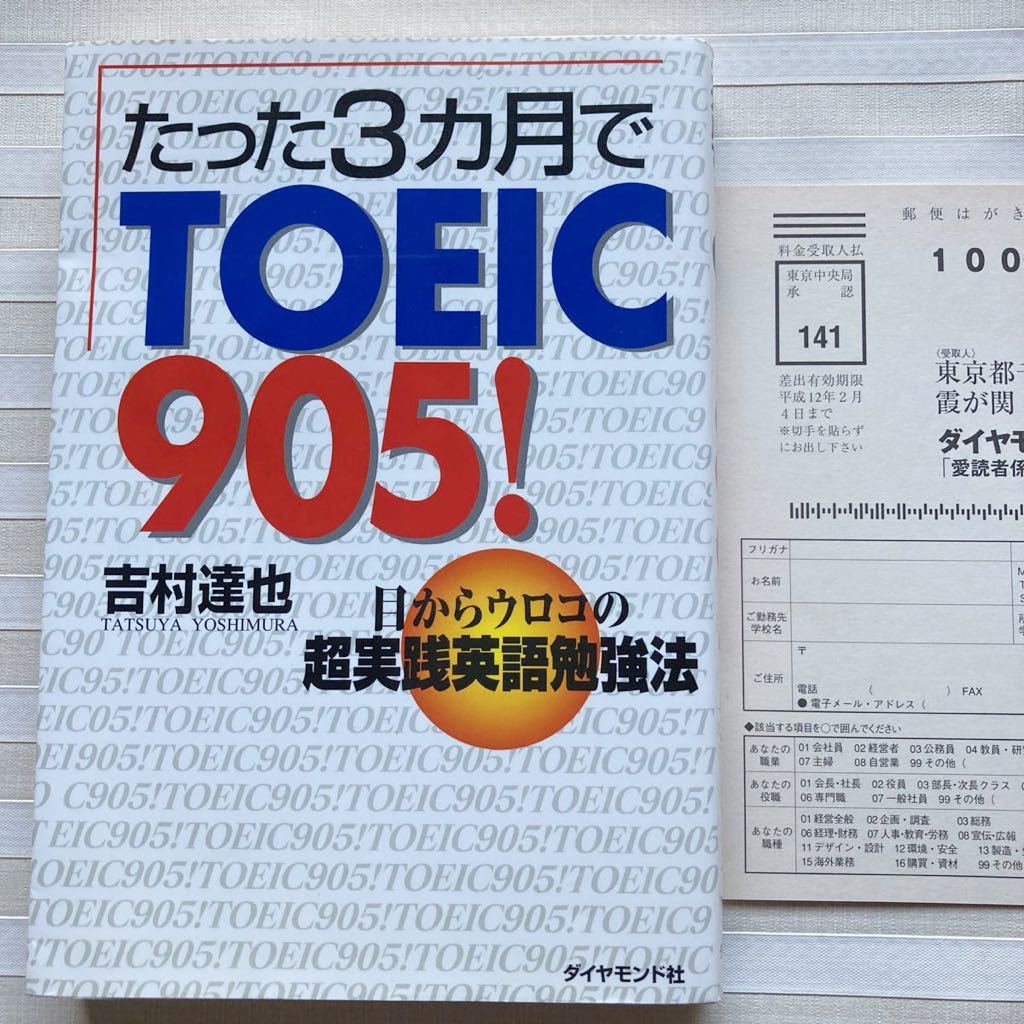 たった3カ月で
TOEIC
905!
吉村達也
TATSUYA YOSHIMURA
目からウロコの
超実践英語勉強法
ダイヤモンド社
郵便はがき
料金受取人払
東京中央局
承認
141
差出有効期限
平成12年2月
4日まで
※切手を貼らず
にお出し下さい
100
〈受取人〉
東京都
霞が関
ダイヤモ
「愛読者係
フリガナ
お名前
ご勤務先
学校名
ご住所
〒
電話 ( ) FAX
●電子メール・アドレス(
◆該当する項目を○で囲んでください
あなたの
職業
01 会社員 02 経営者 03 公務員 04 教員・研
07 主婦 08 自営業 99 その他(
あなたの
役職
01 会長・社長 02 役員 03 部長・次長クラス
06 専門職 07 一般社員 99 その他(
あなたの
職種
01 経営全般 02 企画・調査 03 総務
06 経理・財務 07 人事・教育・労務 08 宣伝・広報
11 デザイン・設計 12 環境・安全 13 製造・
15 海外業務 16 購買・資材 99 その他